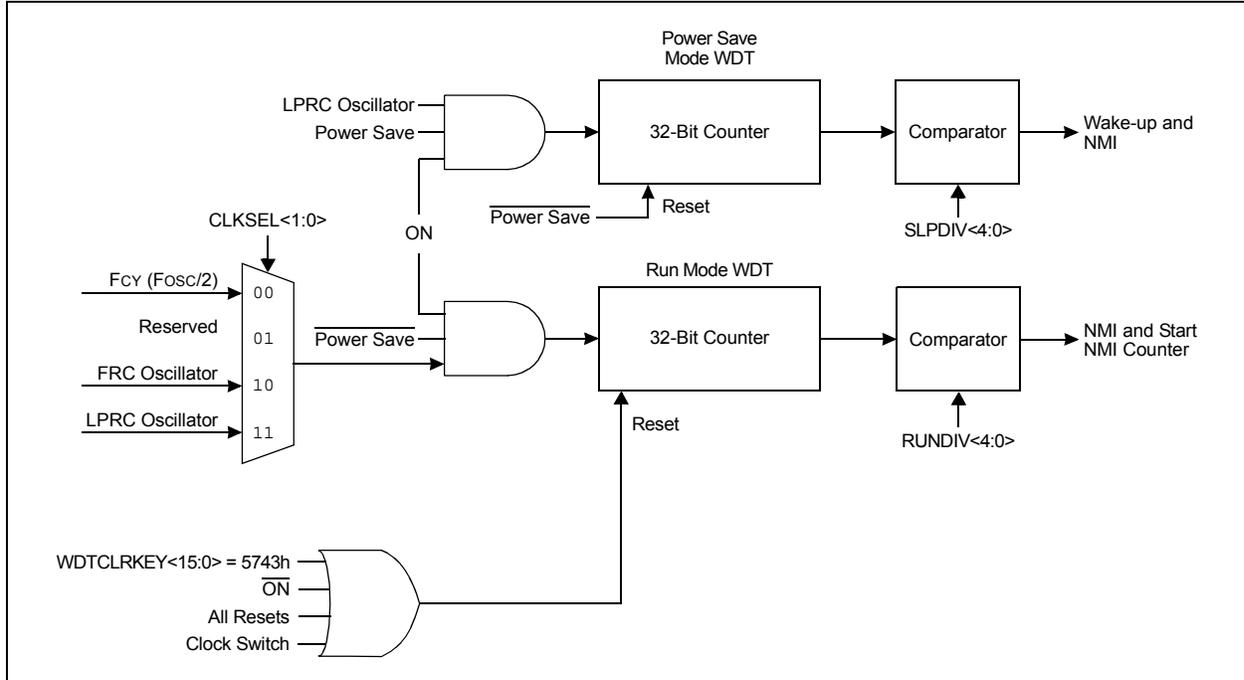 Power Save
Mode WDT
LPRC Oscillator
Power Save
32-Bit Counter
Comparator
Wake-up and
NMI
Power Save
Reset
SLPDIV<4:0>
CLKSEL<1:0>
ON
Run Mode WDT
FCY (FOSC/2)
00
Reserved
01
Power Save
32-Bit Counter
Comparator
NMI and Start
NMI Counter
FRC Oscillator
10
LPRC Oscillator
11
Reset
RUNDIV<4:0>
WDTCLRKEY<15:0> = 5743h
ON
All Resets
Clock Switch